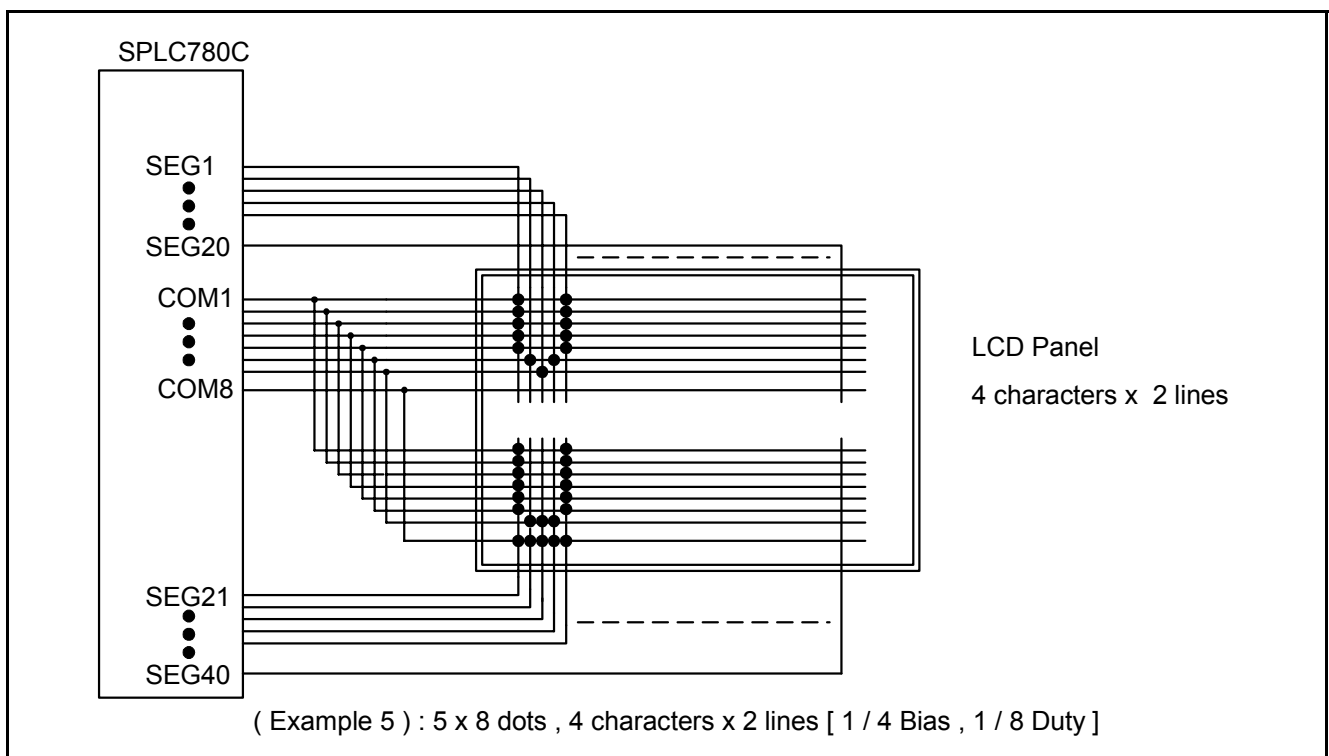 SPLC780C
SEG1
SEG20
COM1
COM8
LCD Panel
4 characters x 2 lines
SEG21
SEG40
( Example 5 ) : 5 x 8 dots , 4 characters x 2 lines [ 1 / 4 Bias , 1 / 8 Duty ]